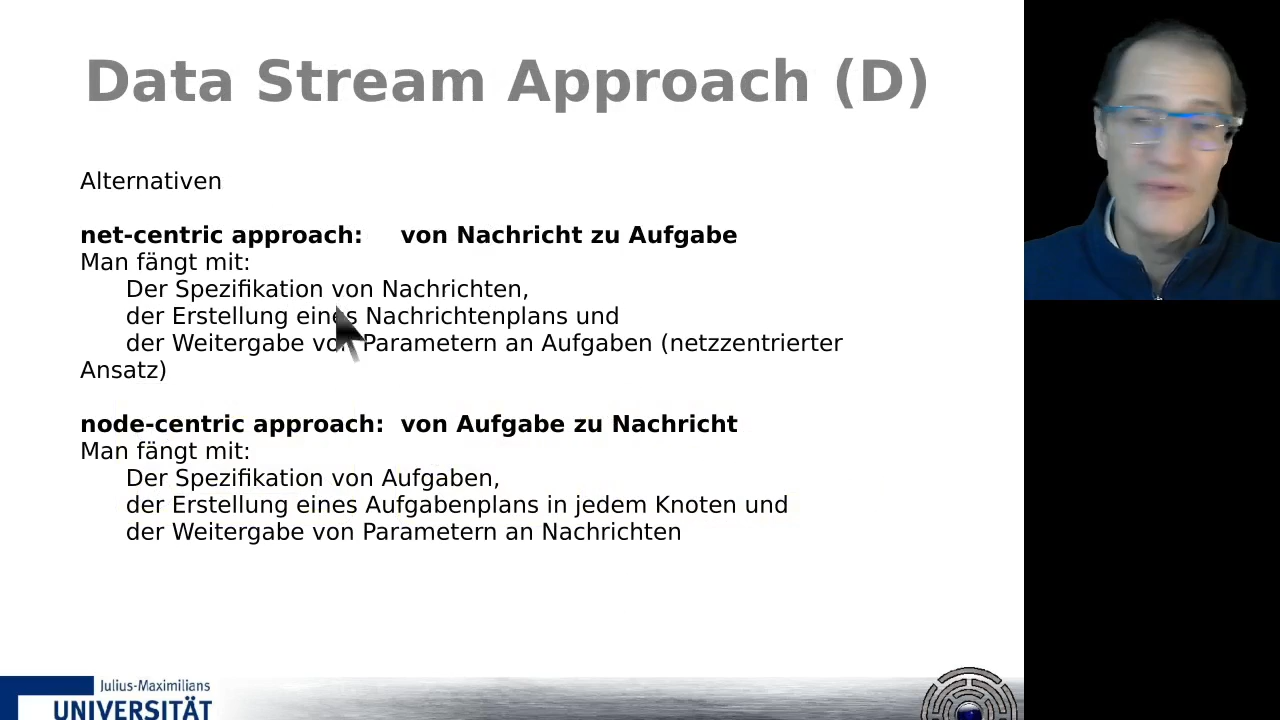 Data Stream Approach (D)
Alternativen
net-centric approach: von Nachricht zu Aufgabe
Man fängt mit:
Der Spezifikation von Nachrichten,
der Erstellung eines Nachrichtenplans und
der Weitergabe von Parametern an Aufgaben (netzzentrierter
Ansatz)
node-centric approach: von Aufgabe zu Nachricht
Man fängt mit:
Der Spezifikation von Aufgaben,
der Erstellung eines Aufgabenplans in jedem Knoten und
der Weitergabe von Parametern an Nachrichten
Julius-Maximilians
UNIVERSITÄT